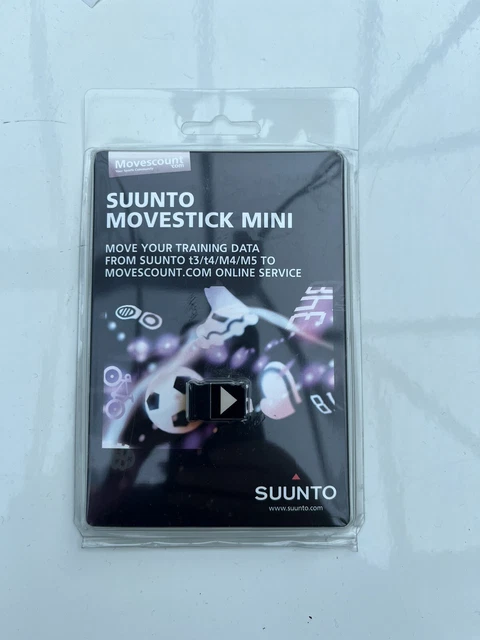 Movescount
.com
SUUNTO
MOVESTICK MINI
MOVE YOUR TRAINING DATA
FROM SUUNTO t3/t4/M4/M5 TO
MOVESCOUNT.COM ONLINE SERVICE
SUUNTO
www.suunto.com